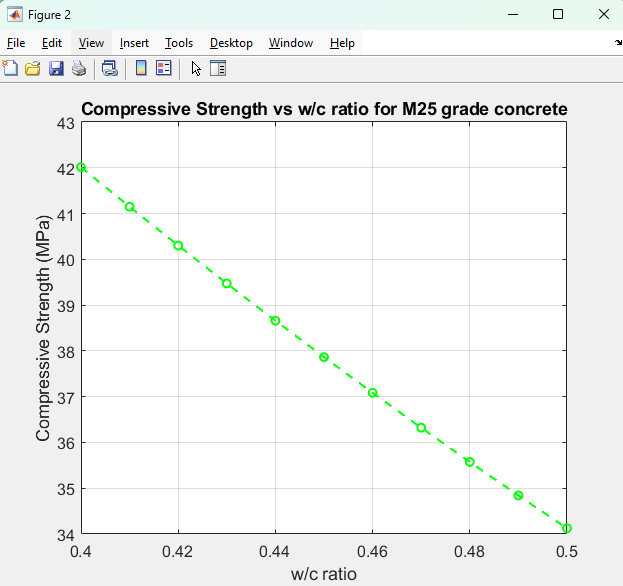 Figure 2
File Edit View Insert Tools Desktop Window Help
Compressive Strength vs w/c ratio for M25 grade concrete
43
42
41
40
39
38
37
36
35
34
Compressive Strength (MPa)
0.4 0.42 0.44 0.46 0.48 0.5
w/c ratio